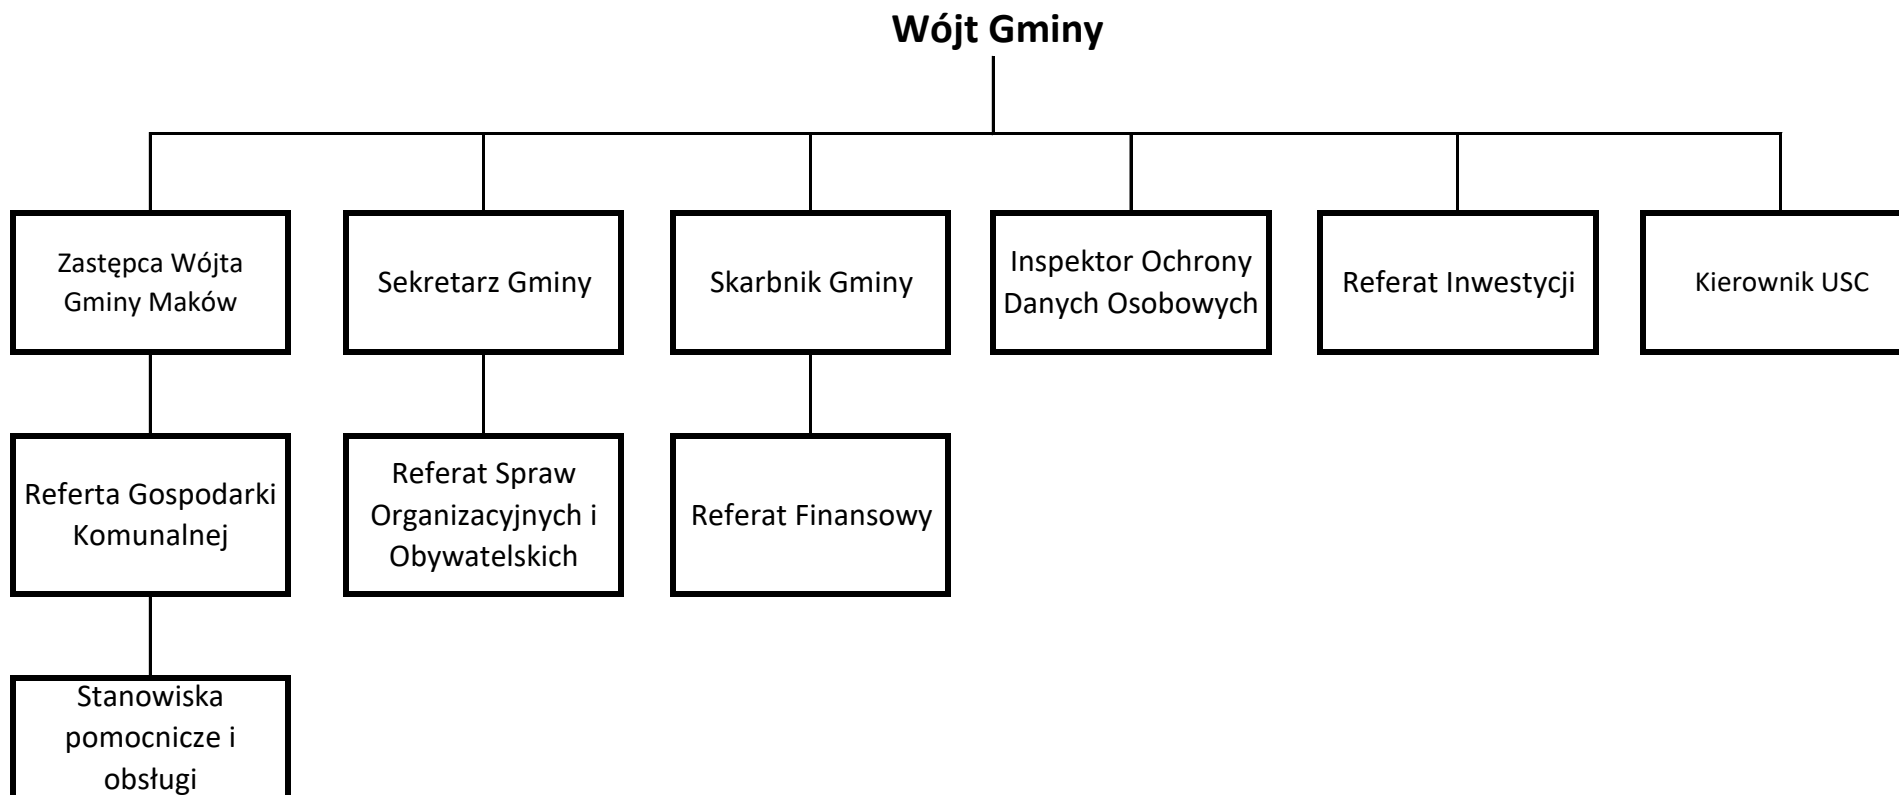 Wójt Gminy
Zastępca Wójta
Gminy Maków
Sekretarz Gminy
Skarbnik Gminy
Inspektor Ochrony
Danych Osobowych
Referat Inwestycji
Kierownik USC
Referta Gospodarki
Komunalnej
Referat Spraw
Organizacyjnych i
Obywatelskich
Referat Finansowy
Stanowiska
pomocnicze i
obsługi